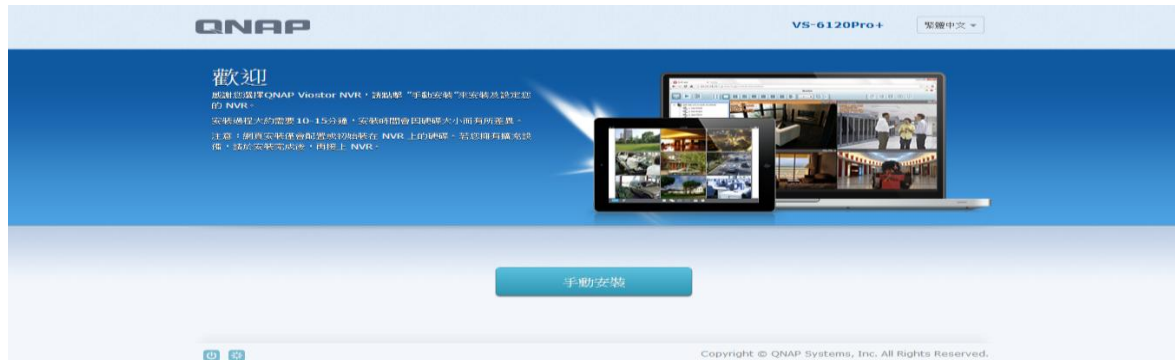 QNAP
VS-6120Pro+
繁體中文
歡迎
感謝您選擇QNAP Viostor NVR，請點擊 "手動安裝"來安裝及設定您
的 NVR。
安裝過程大約需要 10-15分鐘，安裝時間會因硬碟大小而有所差異。
注意：網頁安裝僅會配置或初始裝在 NVR 上的硬碟。若您擁有擴充設
備，請於安裝完成後，再接上 NVR。
手動安裝
Copyright © QNAP Systems, Inc. All Rights Reserved.